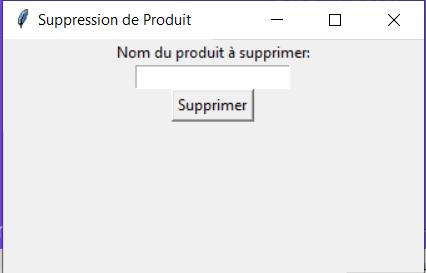 Suppression de Produit
Nom du produit à supprimer:
Supprimer